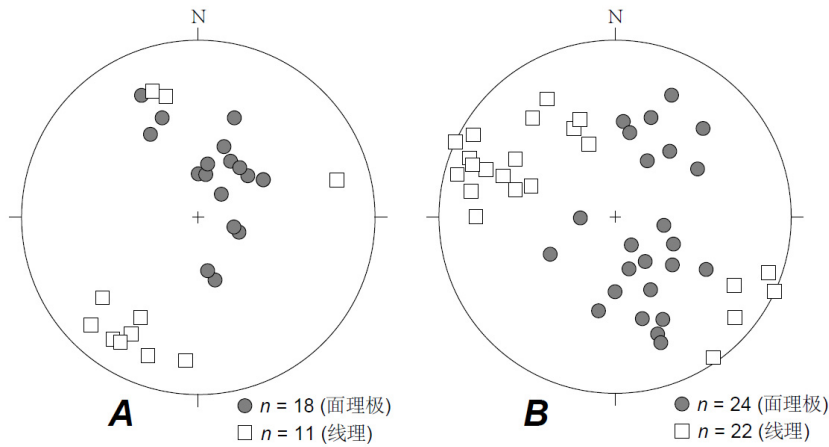 N
N
A
n = 18 (面理极)
n = 11 (线理)
B
n = 24 (面理极)
n = 22 (线理)